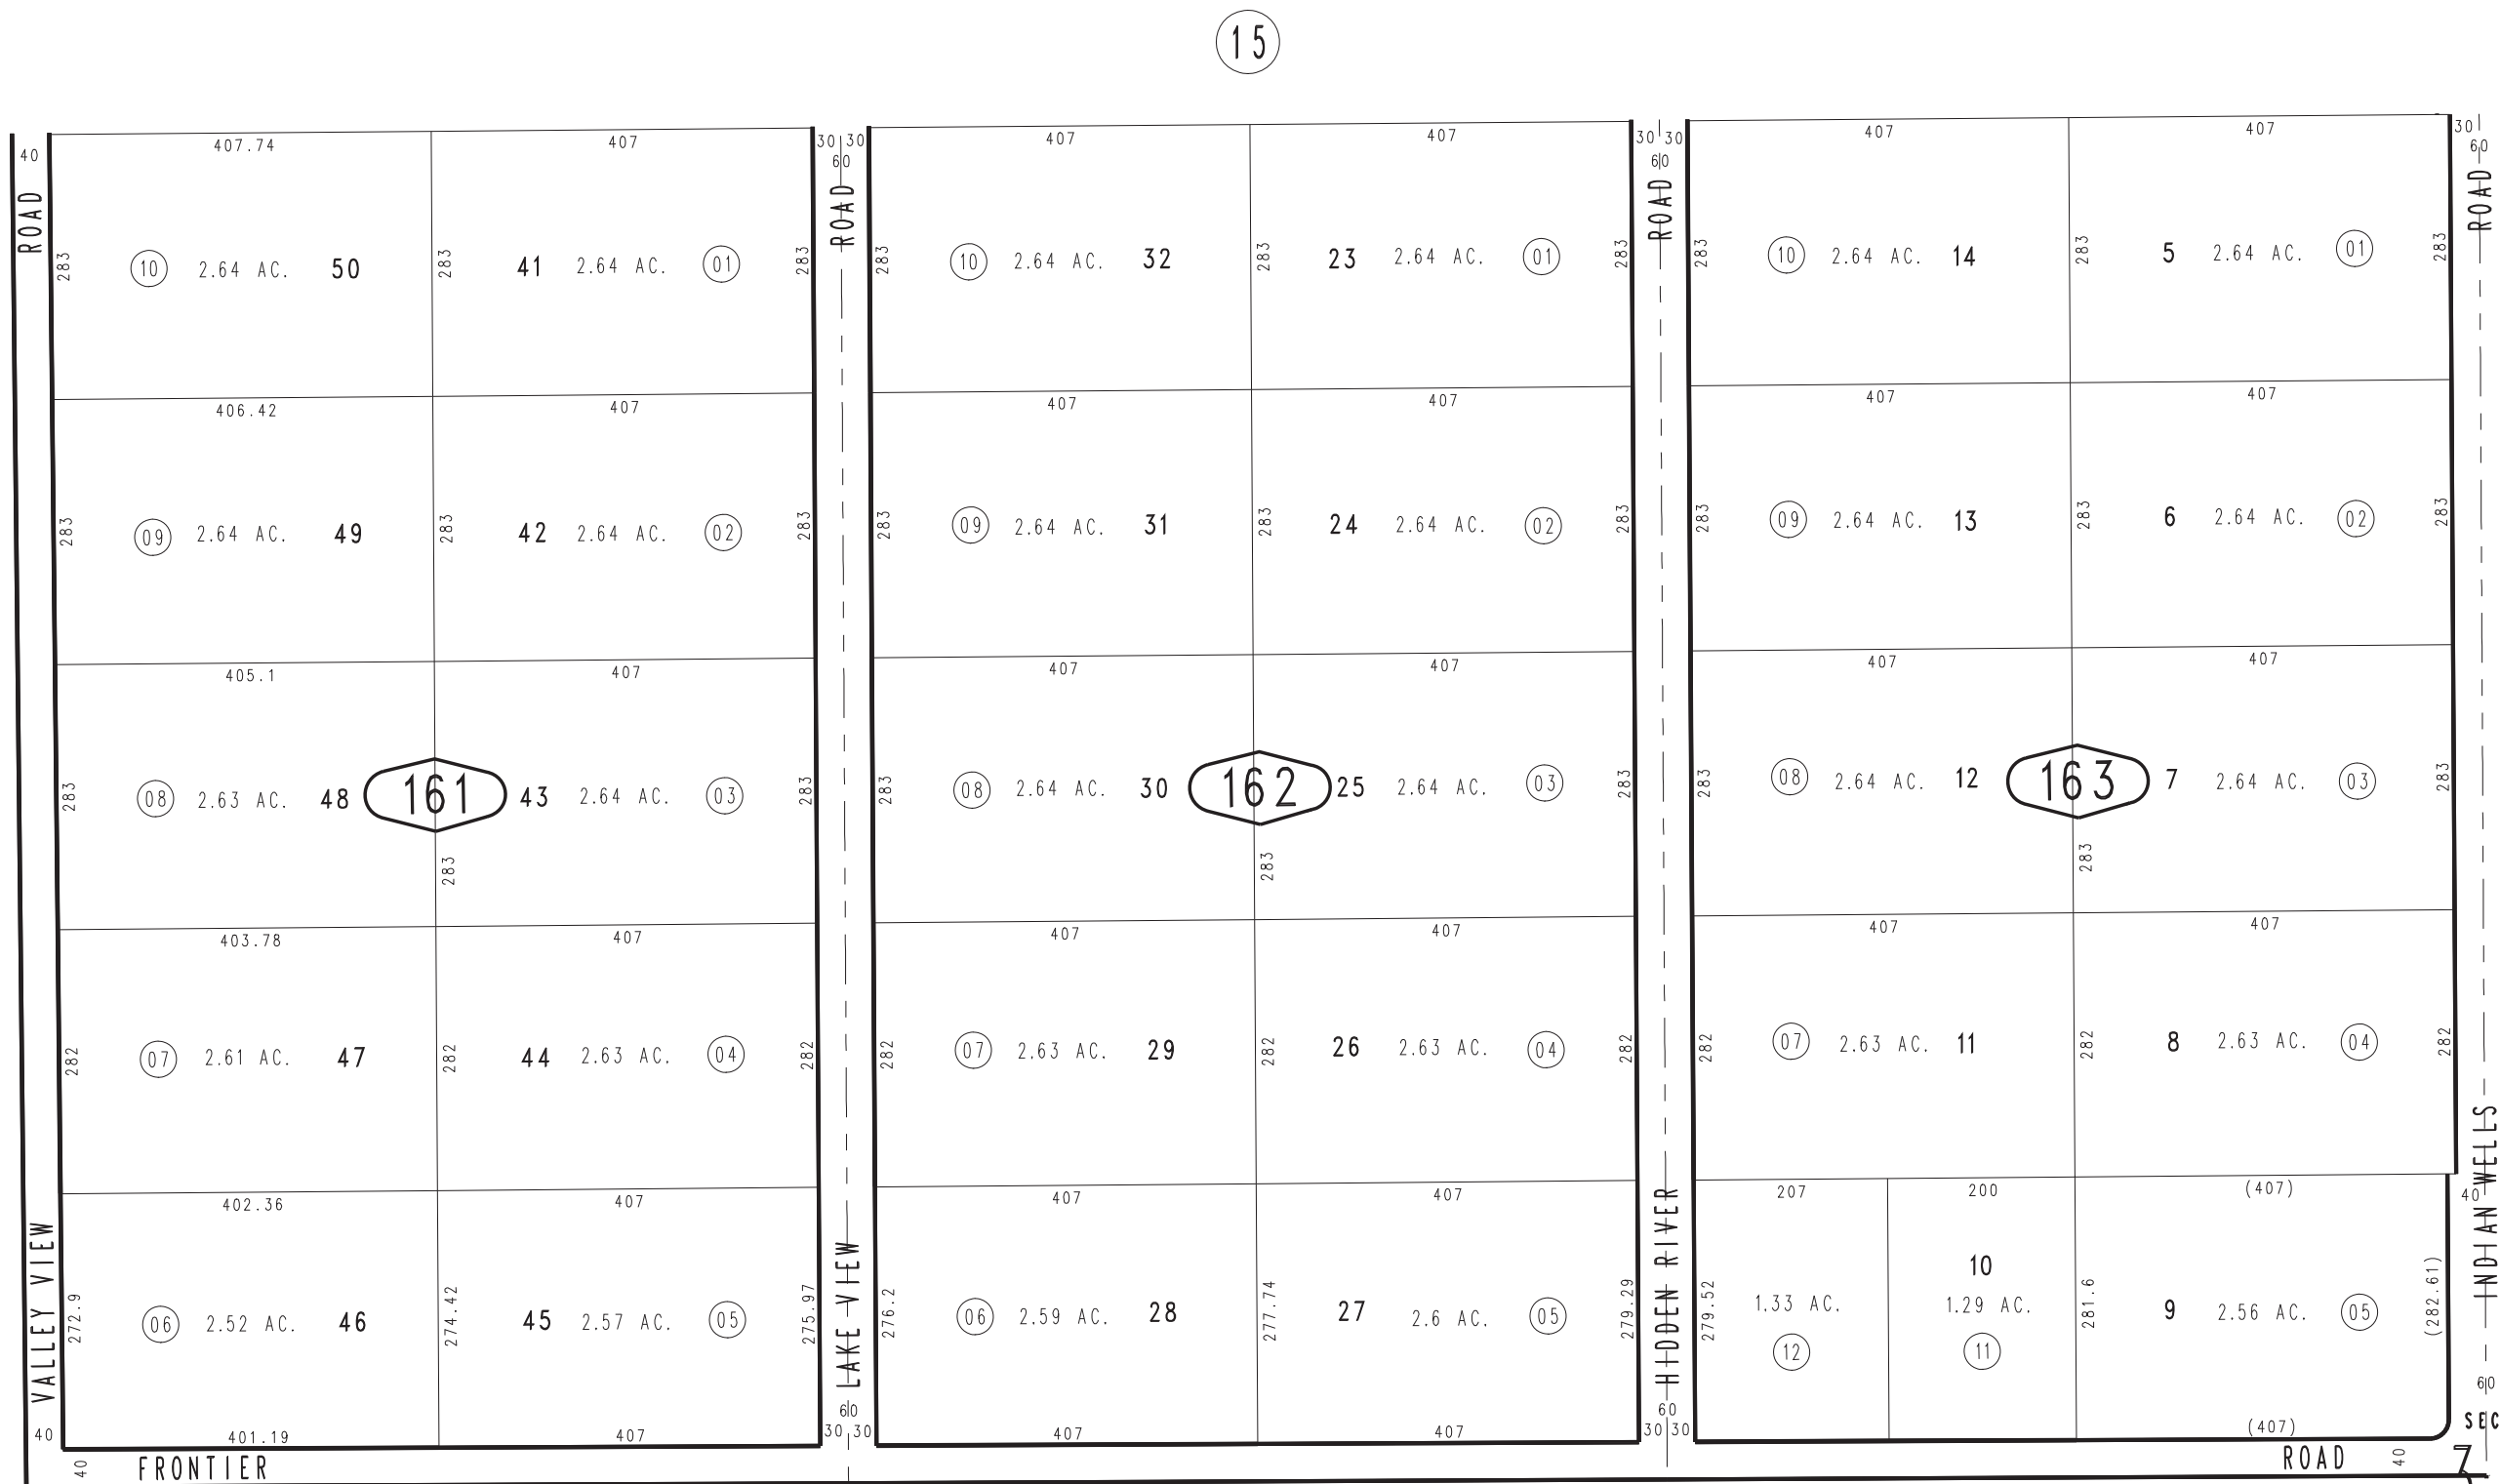 15
407.74 407 30 30 407 407 30 30 407 407 30
40 60 60 60
ROAD ROAD ROAD ROAD
283 10 2.64 AC. 50 283 41 2.64 AC. 01 283 283 10 2.64 AC. 32 283 23 2.64 AC. 01 283 283 10 2.64 AC. 14 283 5 2.64 AC. 01 283
406.42 407 407 407 407 407
283 09 2.64 AC. 49 283 42 2.64 AC. 02 283 283 09 2.64 AC. 31 283 24 2.64 AC. 02 283 283 09 2.64 AC. 13 283 6 2.64 AC. 02 283
405.1 407 407 407 407 407
283 08 2.63 AC. 48 161 43 2.64 AC. 03 283 283 08 2.64 AC. 30 162 25 2.64 AC. 03 283 283 08 2.64 AC. 12 163 7 2.64 AC. 03 283
283 283 283
403.78 407 407 407 407 407
282 07 2.61 AC. 47 282 44 2.63 AC. 04 282 282 07 2.63 AC. 29 282 26 2.63 AC. 04 282 282 07 2.63 AC. 11 282 8 2.63 AC. 04 282
402.36 407 407 407 207 200 (407) 40
VALLEY VIEW LAKE VIEW HIDDEN RIVER INDIAN WELLS
10
272.9 06 2.52 AC. 46 274.42 45 2.57 AC. 05 275.97 276.2 06 2.59 AC. 28 277.74 27 2.6 AC. 05 279.29 279.52 1.33 AC. 1.29 AC. 281.6 9 2.56 AC. 05 (282.61)
12 11
60 60 60
40 401.19 407 30 30 407 407 30 30 (407) SEC
40 FRONTIER ROAD 40 7